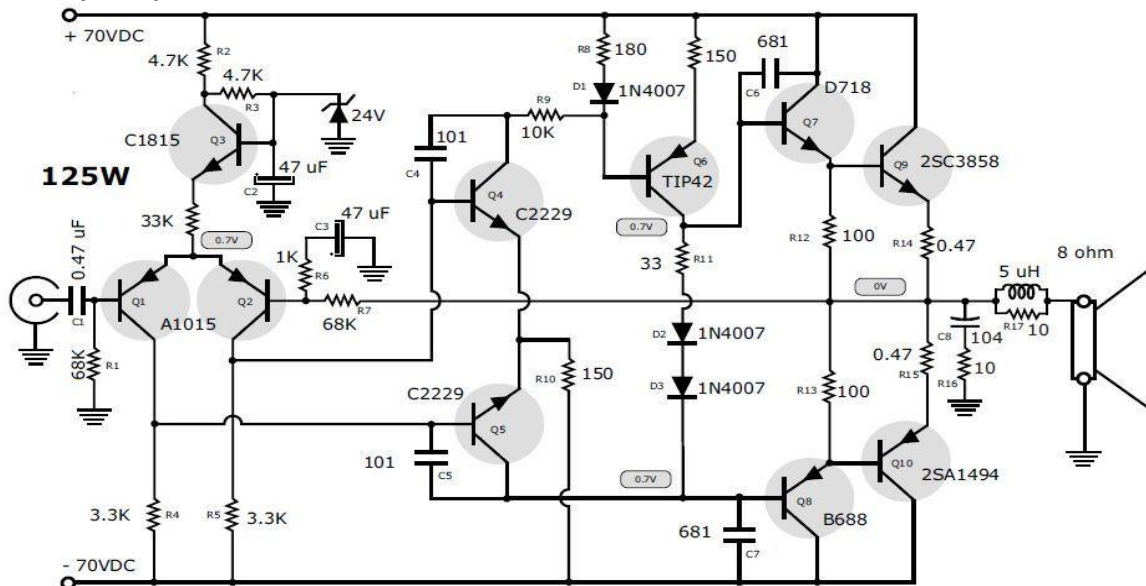 + 70VDC
4.7K
R2
4.7K
R3
C1815
Q3
24V
125W
47 uF
C2
33K
0.7V
0.47 uF
C1
Q1
Q2
A1015
68K
R1
1K
R6
C3
47 uF
68K
R7
101
C4
Q4
C2229
R9
10K
R8
180
D1
1N4007
150
Q6
TIP42
0.7V
R11
33
681
C6
D718
Q7
Q9
2SC3858
R12
100
R14
0.47
0V
5 uH
R17
10
8 ohm
C8
104
10
R16
D2
1N4007
D3
1N4007
R13
100
0.47
R15
C2229
Q5
R10
150
101
C5
0.7V
681
C7
Q8
B688
Q10
2SA1494
3.3K
R4
R5
3.3K
- 70VDC